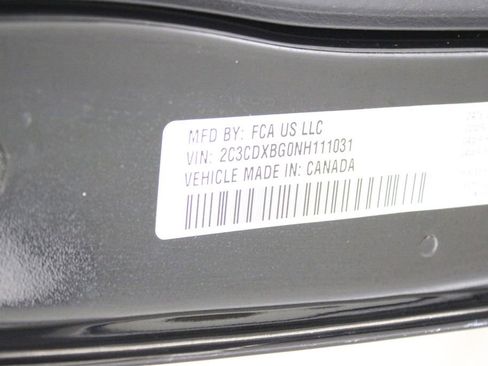 MFD BY: FCA US LLC
VIN: 2C3CDXBG0NH111031
VEHICLE MADE IN: CANADA